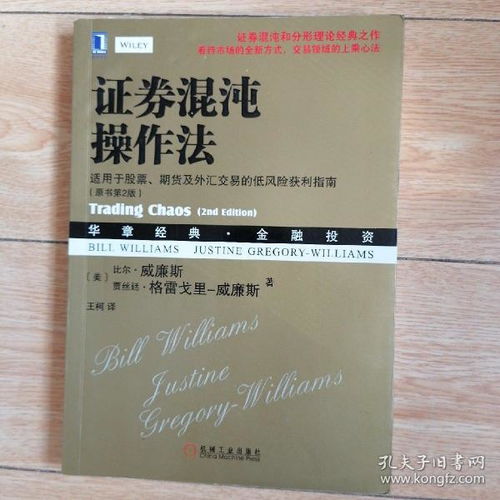 WILEY
证券混沌和分形理论经典之作
看待市场的全新方式，交易领域的上乘心法
证券混沌
操作法
适用于股票、期货及外汇交易的低风险获利指南
（原书第2版）
Trading Chaos (2nd Edition)
华章经典·金融投资
BILL WILLIAMS JUSTINE GREGORY-WILLIAMS
（美） 比尔·威廉斯
贾丝廷·格雷戈里-威廉斯 著
王柯 译
Bill Williams
Justine
Gregory-Williams
机械工业出版社
China Machine Press
孔夫子旧书网
www.kongfz.com